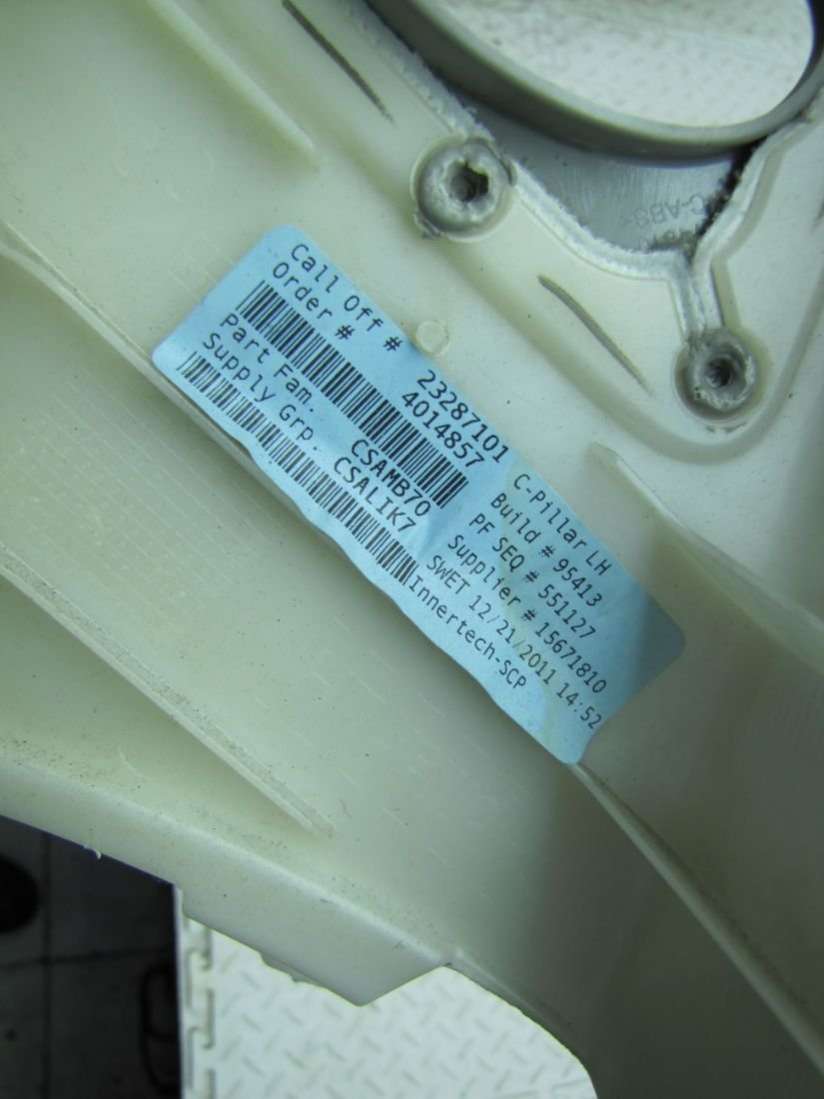 Call Off # 23287101
Order # 4014857
Part Fam. CSAMB70
Supply Grp. CSALIK7
C-Pillar LH
Build # 95413
PF SEQ # 551127
Supplier # 15671810
SWET 12/21/2011 14:52
Innertech-SCP